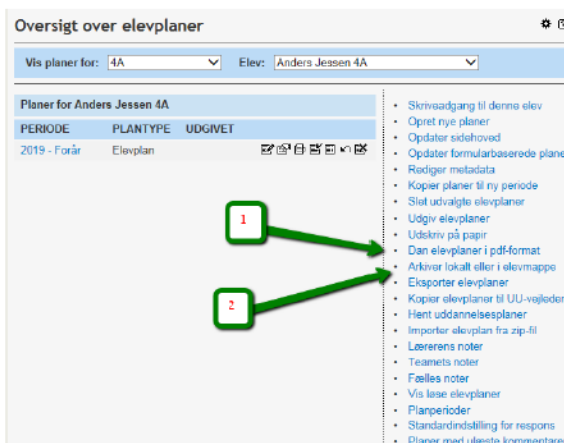 Oversigt over elevplaner
Vis planer for: 4A Elev: Anders Jessen 4A
Planer for Anders Jessen 4A
PERIODE PLANTYPE UDGIVET
2019 - Forår Elevplan
1
2
Skriveadgang til denne elev
Opret nye planer
Opdater sidehoved
Opdater formularbaserede plane
Rediger metadata
Kopier planer til ny periode
Slet udvalgte elevplaner
Udgiv elevplaner
Udskriv på papir
Dan elevplaner i pdf-format
Arkiver lokalt eller i elevmappe
Eksporter elevplaner
Kopier elevplaner til UU-vejleder
Hent uddannelsesplaner
Importer elevplan fra zip-fil
Lærerens noter
Teamets noter
Fælles noter
Vis løse elevplaner
Planperioder
Standardindstilling for respons
Planer med ulæste kommentare